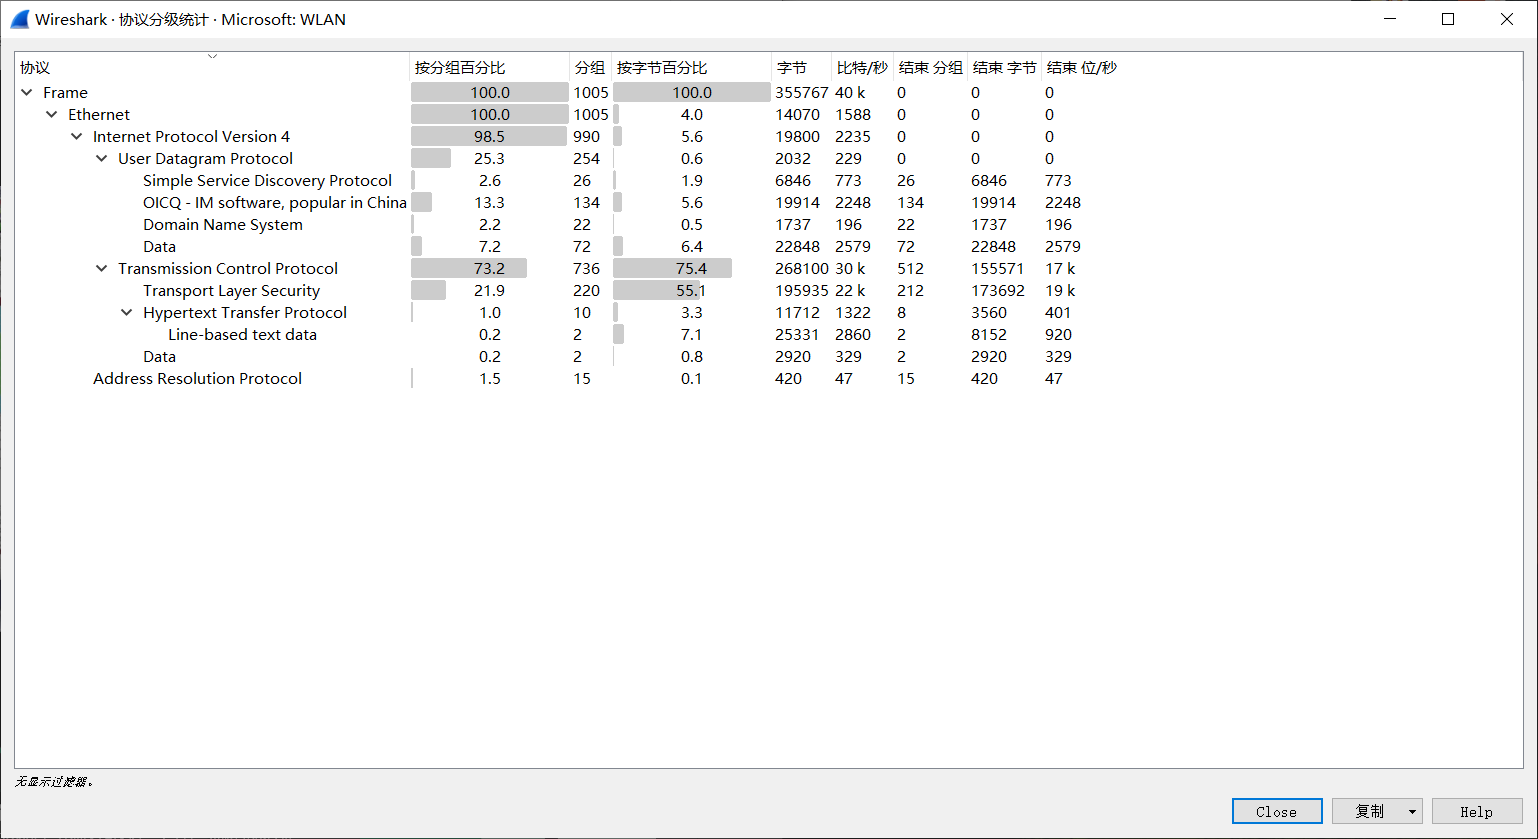 Wireshark · 协议分级统计 · Microsoft: WLAN
协议 按分组百分比 分组 按字节百分比 字节 比特/秒 结束 分组 结束 字节 结束 位/秒
Frame 100.0 1005 100.0 355767 40 k 0 0 0
Ethernet 100.0 1005 4.0 14070 1588 0 0 0
Internet Protocol Version 4 98.5 990 5.6 19800 2235 0 0 0
User Datagram Protocol 25.3 254 0.6 2032 229 0 0 0
Simple Service Discovery Protocol 2.6 26 1.9 6846 773 26 6846 773
OICQ - IM software, popular in China 13.3 134 5.6 19914 2248 134 19914 2248
Domain Name System 2.2 22 0.5 1737 196 22 1737 196
Data 7.2 72 6.4 22848 2579 72 22848 2579
Transmission Control Protocol 73.2 736 75.4 268100 30 k 512 155571 17 k
Transport Layer Security 21.9 220 55.1 195935 22 k 212 173692 19 k
Hypertext Transfer Protocol 1.0 10 3.3 11712 1322 8 3560 401
Line-based text data 0.2 2 7.1 25331 2860 2 8152 920
Data 0.2 2 0.8 2920 329 2 2920 329
Address Resolution Protocol 1.5 15 0.1 420 47 15 420 47
无显示过滤器。
Close 复制 Help